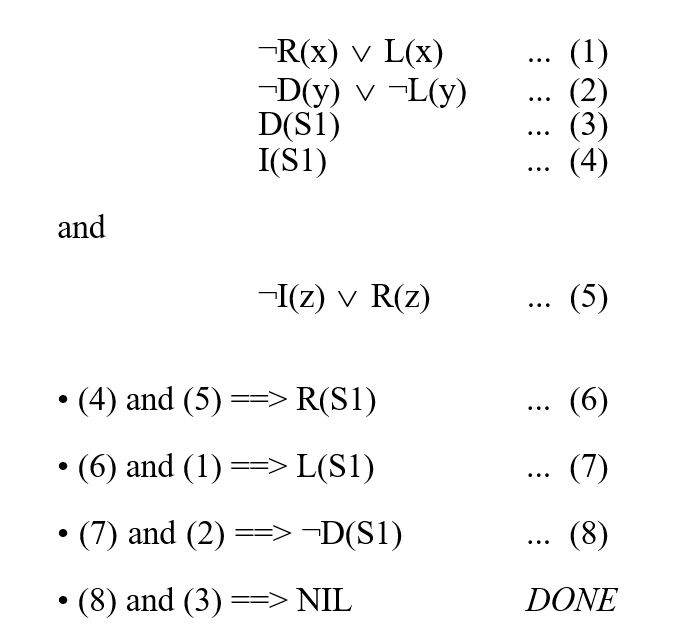 ¬R(x) ∨ L(x) ... (1)
¬D(y) ∨ ¬L(y) ... (2)
D(S1) ... (3)
I(S1) ... (4)
and
¬I(z) ∨ R(z) ... (5)
• (4) and (5) ==> R(S1) ... (6)
• (6) and (1) ==> L(S1) ... (7)
• (7) and (2) ==> ¬D(S1) ... (8)
• (8) and (3) ==> NIL DONE